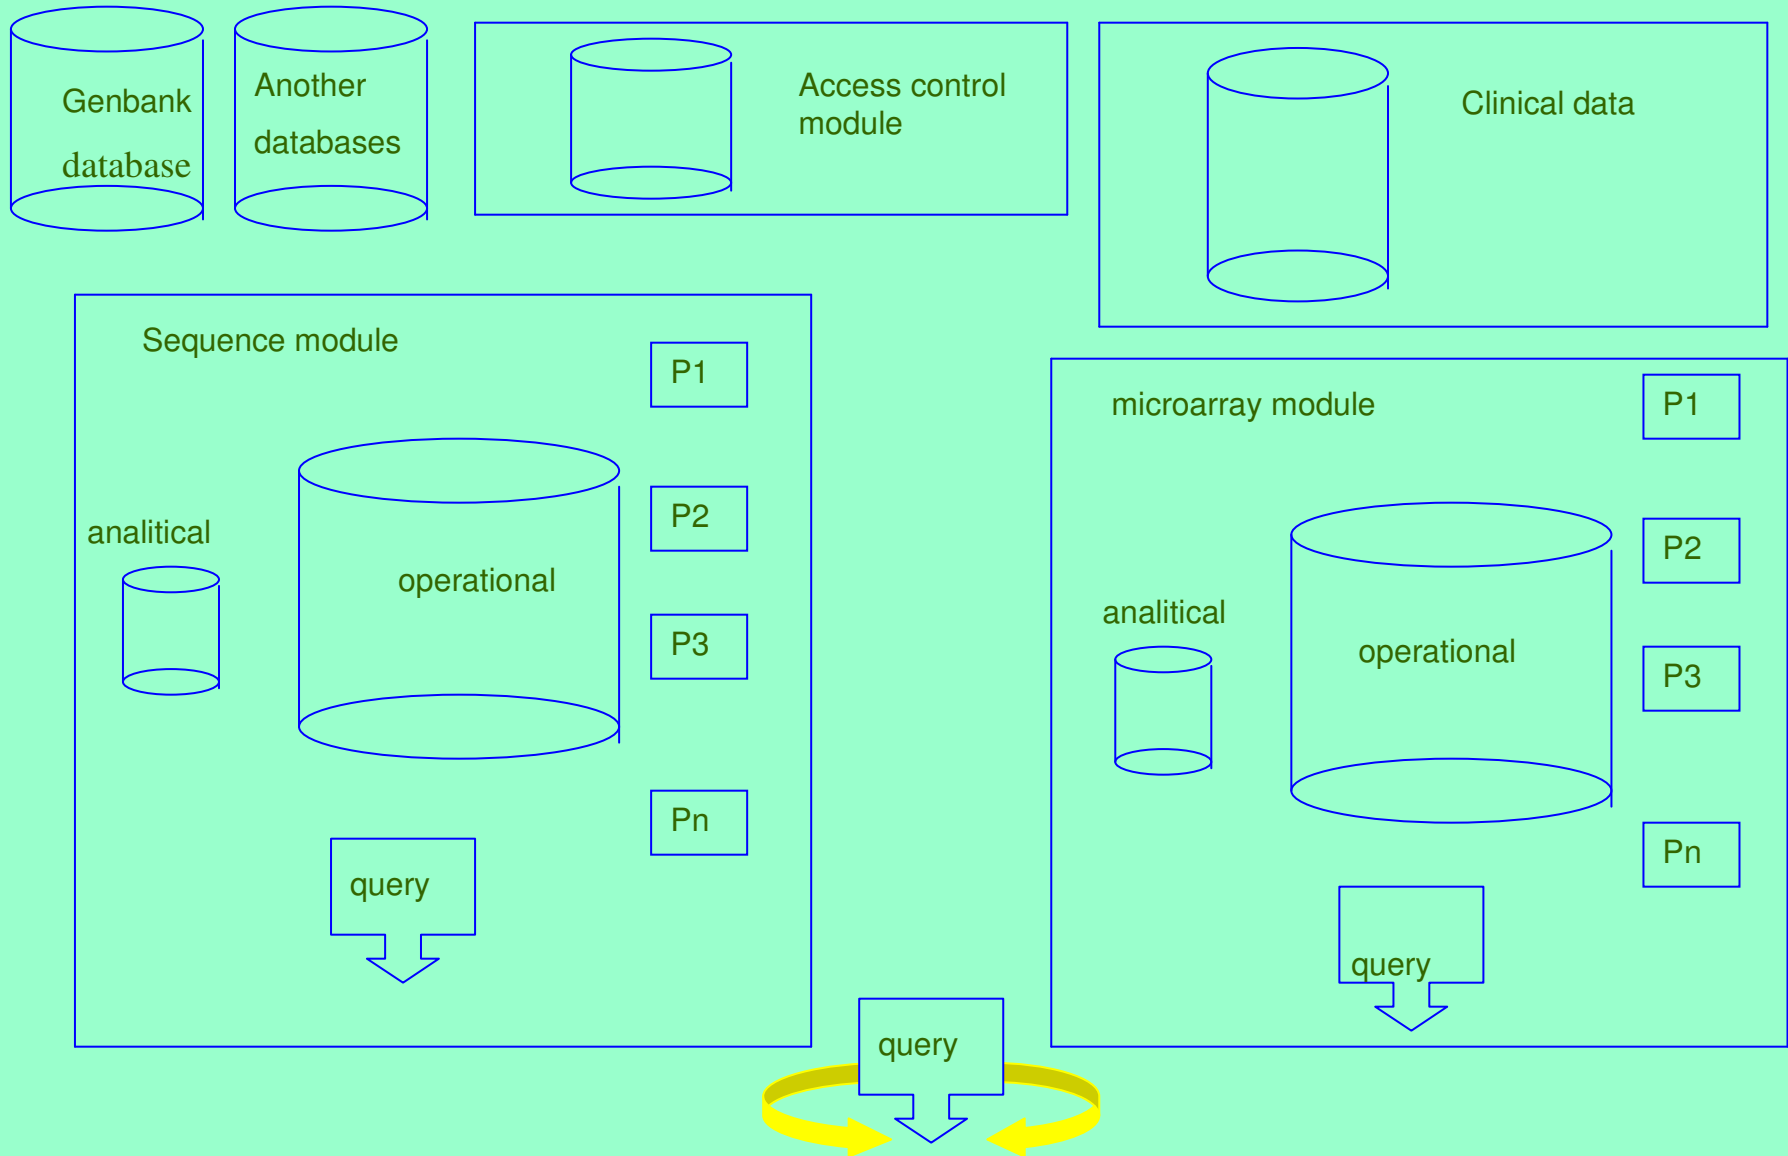 Genbank
database
Another
databases
Access control
module
Clinical data
Sequence module
P1
analitical
operational
P2
P3
Pn
query
microarray module
P1
analitical
operational
P2
P3
Pn
query
query